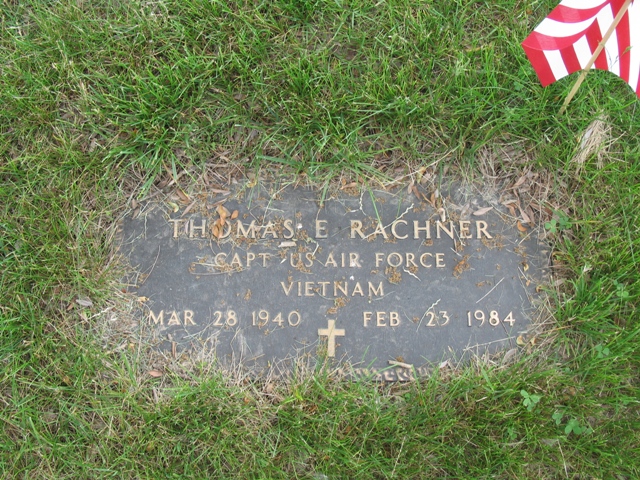 THOMAS E RACHNER
CAPT US AIR FORCE
VIETNAM
MAR 28 1940 FEB 23 1984